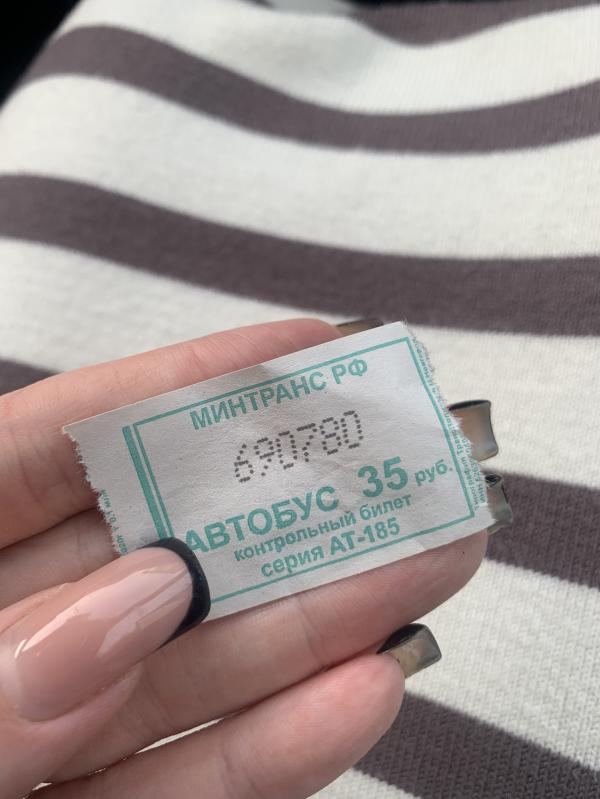 МИНТРАНС РФ
690780
АВТОБУС 35 руб.
контрольный билет
серия АТ-185